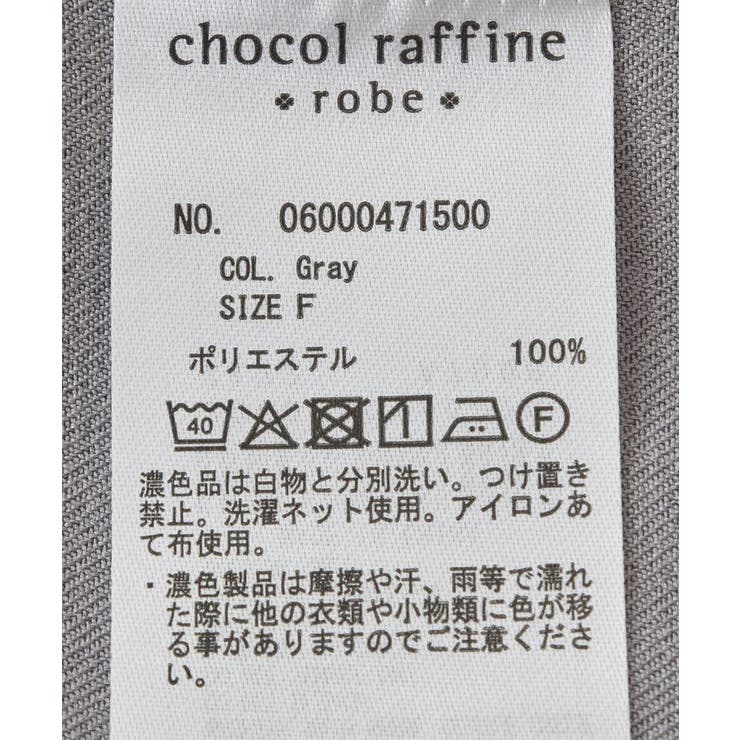 chocol raffine
robe
NO. 06000471500
COL. Gray
SIZE F
ポリエステル 100%
40 F
濃色品は白物と分別洗い。つけ置き
禁止。洗濯ネット使用。アイロンあ
て布使用。
・濃色製品は摩擦や汗、雨等で濡れ
た際に他の衣類や小物類に色が移
る事がありますのでご注意くださ
い。